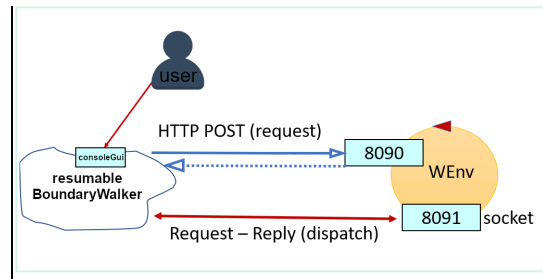 user
HTTP POST (request)
consoleGui
8090
resumable
BoundaryWalker
WEnv
8091
socket
Request – Reply (dispatch)